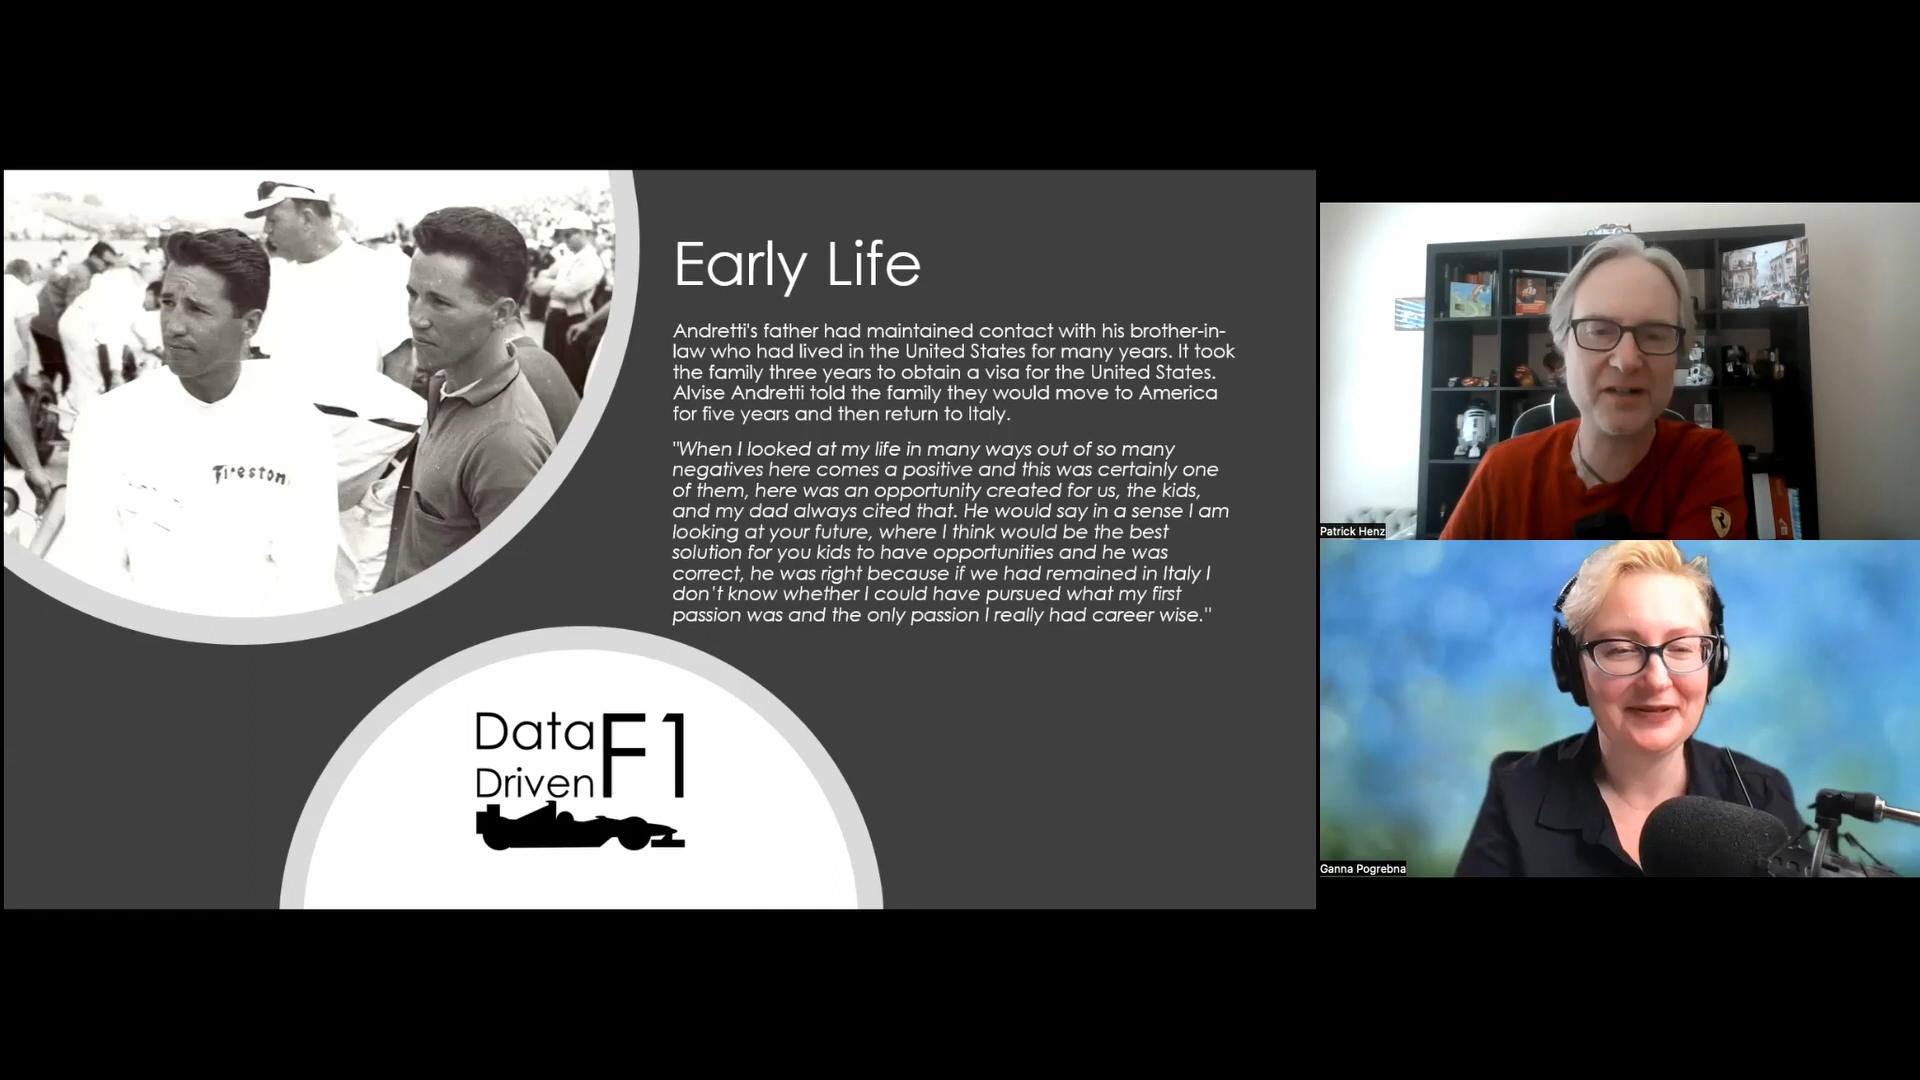 Early Life
Andretti's father had maintained contact with his brother-in-
law who had lived in the United States for many years. It took
the family three years to obtain a visa for the United States.
Alvise Andretti told the family they would move to America
for five years and then return to Italy.
"When I looked at my life in many ways out of so many
negatives here comes a positive and this was certainly one
of them, here was an opportunity created for us, the kids,
and my dad always cited that. He would say in a sense I am
looking at your future, where I think would be the best
solution for you kids to have opportunities and he was
correct, he was right because if we had remained in Italy I
don't know whether I could have pursued what my first
passion was and the only passion I really had career wise."
Firestone
Data
Driven
F1
Patrick Henz
Ganna Pogrebna